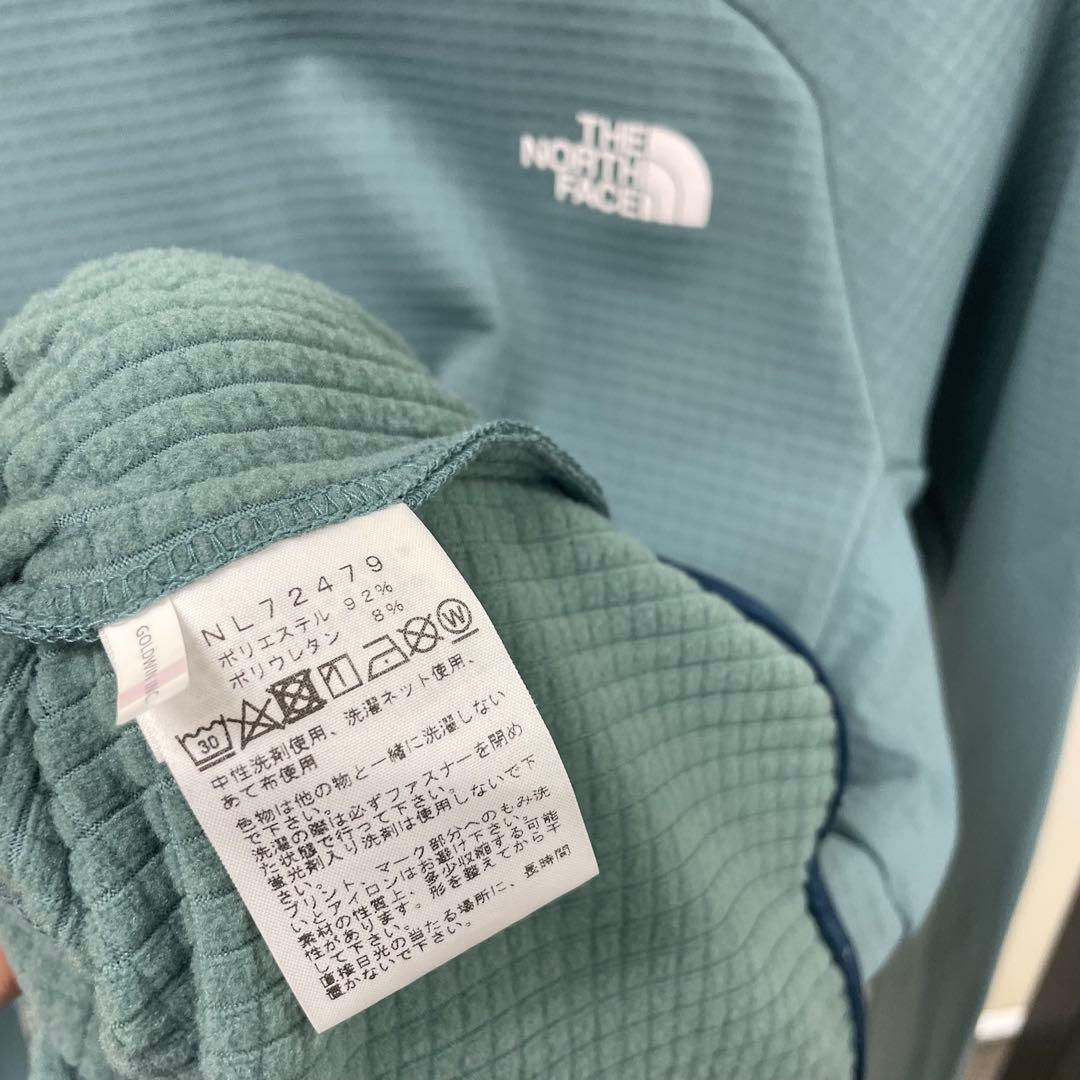 THE
NORTH
FACE
GOLDWIN
NL72479
ポリエステル 92%
ポリウレタン 8%
30
W
中性洗剤使用、洗濯ネット使用、
あて布使用
色物は他の物と一緒に洗濯しない
で下さい。
洗濯の際は必ずファスナーを閉め
た状態で行って下さい。
蛍光剤入り洗剤は使用しないで下
さい。
プリント、マーク部分へのもみ洗
いとアイロンはお避け下さい。
素材の性質上、多少収縮する可能
性があります。形を整えてから干
して下さい。
直接日光の当たる場所に、長時間
置かないで下さい。